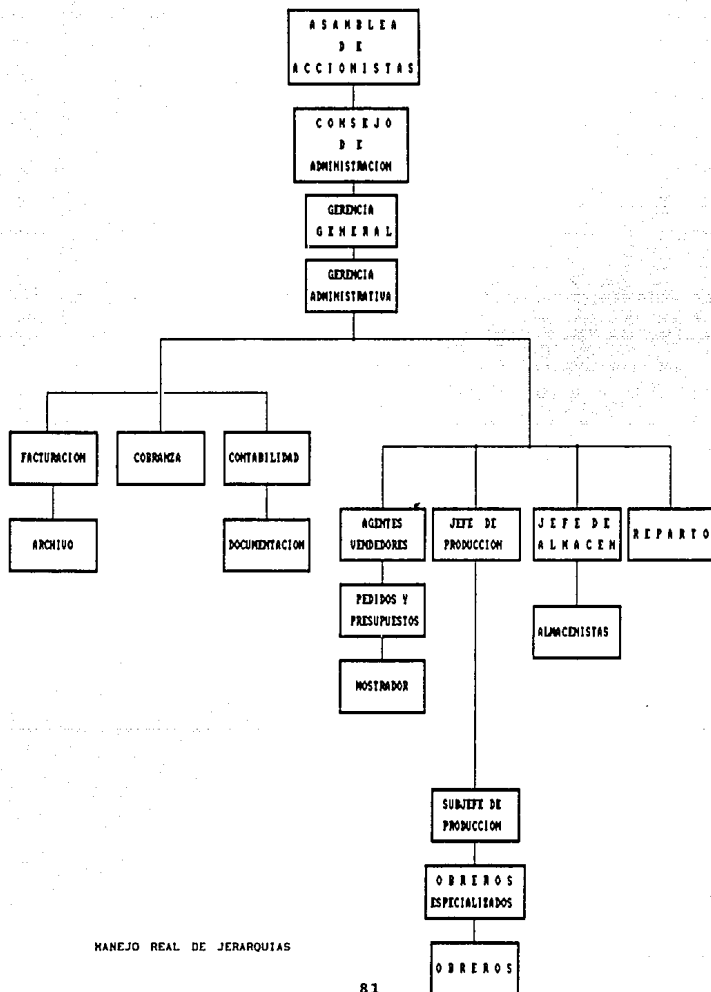 ASAMBLEA
DE
ACCIONISTAS
CONSEJO
DE
ADMINISTRACION
GERENCIA
GENERAL
GERENCIA
ADMINISTRATIVA
FACTURACION
COBRANZA
CONTABILIDAD
ARCHIVO
DOCUMENTACION
AGENTES
VENDEDORES
JEFE DE
PRODUCCION
JEFE DE
ALMACEN
REPARTO
PEDIDOS Y
PRESUPUESTOS
ALMACENISTAS
MOSTRADOR
SUBJEFE DE
PRODUCCION
OBREROS
ESPECIALIZADOS
OBREROS
MANEJO REAL DE JERARQUIAS
81